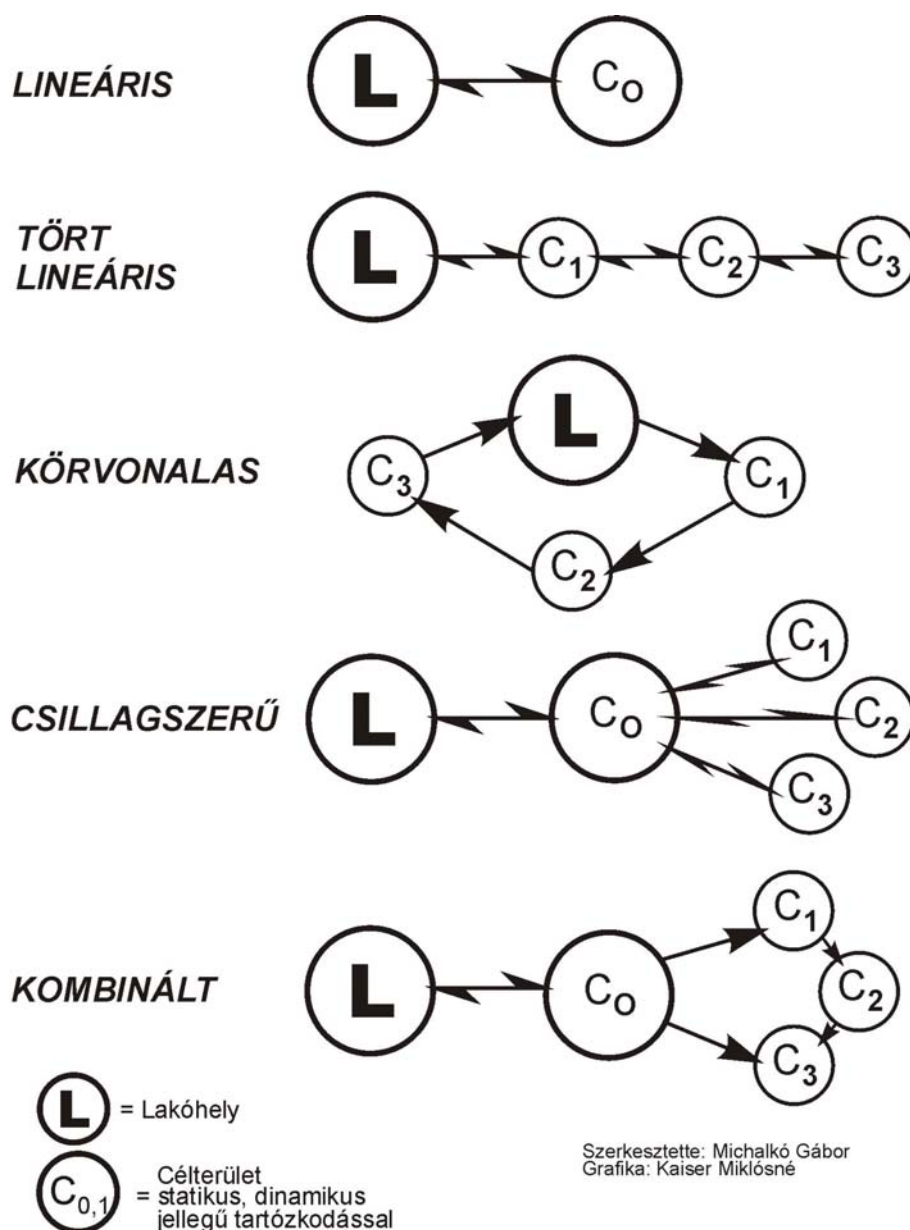 LINEÁRIS
L
C₀
TÖRT
LINEÁRIS
L
C₁
C₂
C₃
KÖRVONALAS
L
C₃
C₁
C₂
CSILLAGSZERŰ
L
C₀
C₁
C₂
C₃
KOMBINÁLT
L
C₀
C₁
C₂
C₃
L = Lakóhely
C₀,₁ = Célterület
statikus, dinamikus
jellegű tartózkodással
Szerkesztette: Michalkó Gábor
Grafika: Kaiser Miklósné